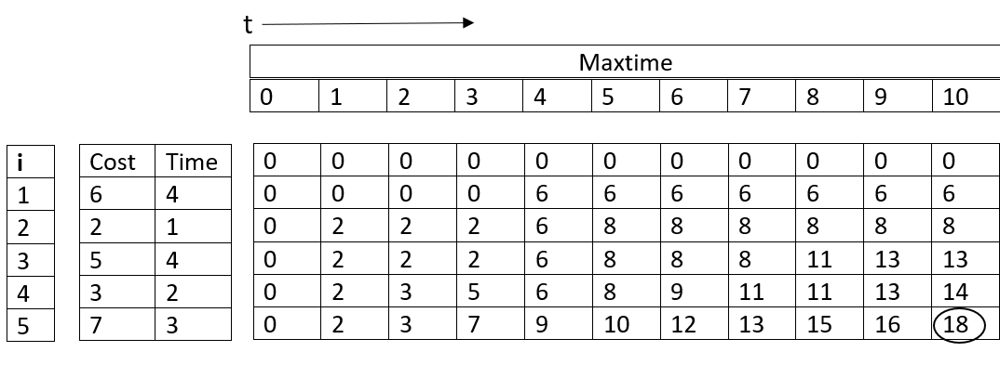 t
Maxtime
0 1 2 3 4 5 6 7 8 9 10
i Cost Time 0 0 0 0 0 0 0 0 0 0 0
1 6 4 0 0 0 0 6 6 6 6 6 6 6
2 2 1 0 2 2 2 6 8 8 8 8 8 8
3 5 4 0 2 2 2 6 8 8 8 11 13 13
4 3 2 0 2 3 5 6 8 9 11 11 13 14
5 7 3 0 2 3 7 9 10 12 13 15 16 18